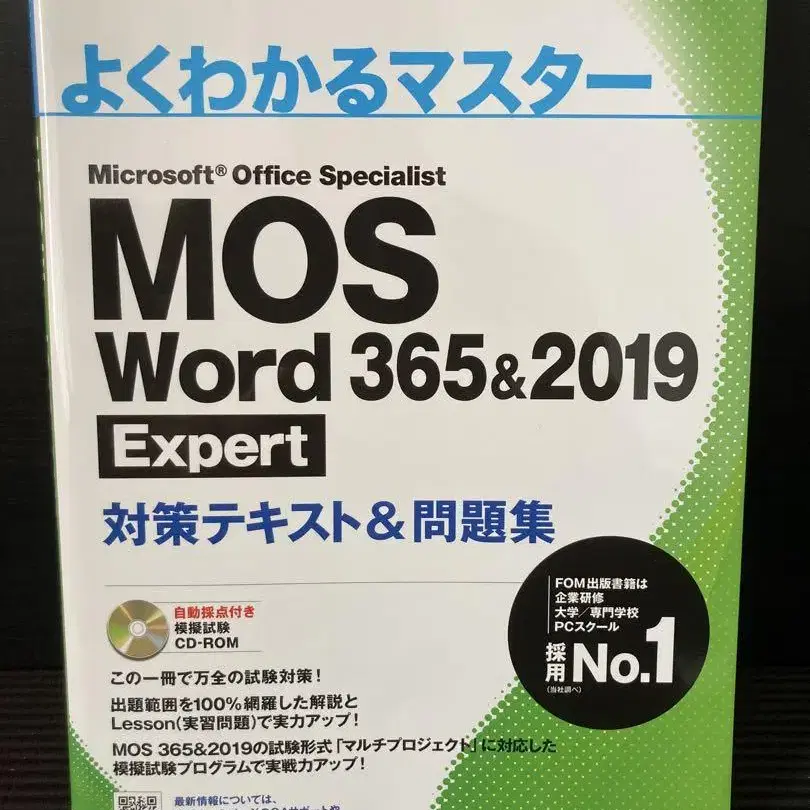 よくわかるマスター
Microsoft® Office Specialist
MOS
Word 365&2019
Expert
対策テキスト&問題集
FOM出版書籍は
企業研修
大学/専門学校
PCスクール
採用
No.1
(当社調べ)
自動採点付き
模擬試験
CD-ROM
この一冊で万全の試験対策!
出題範囲を100%網羅した解説と
Lesson(実習問題)で実力アップ!
MOS 365&2019の試験形式「マルチプロジェクト」に対応した
模擬試験プログラムで実戦力アップ!
最新情報については、